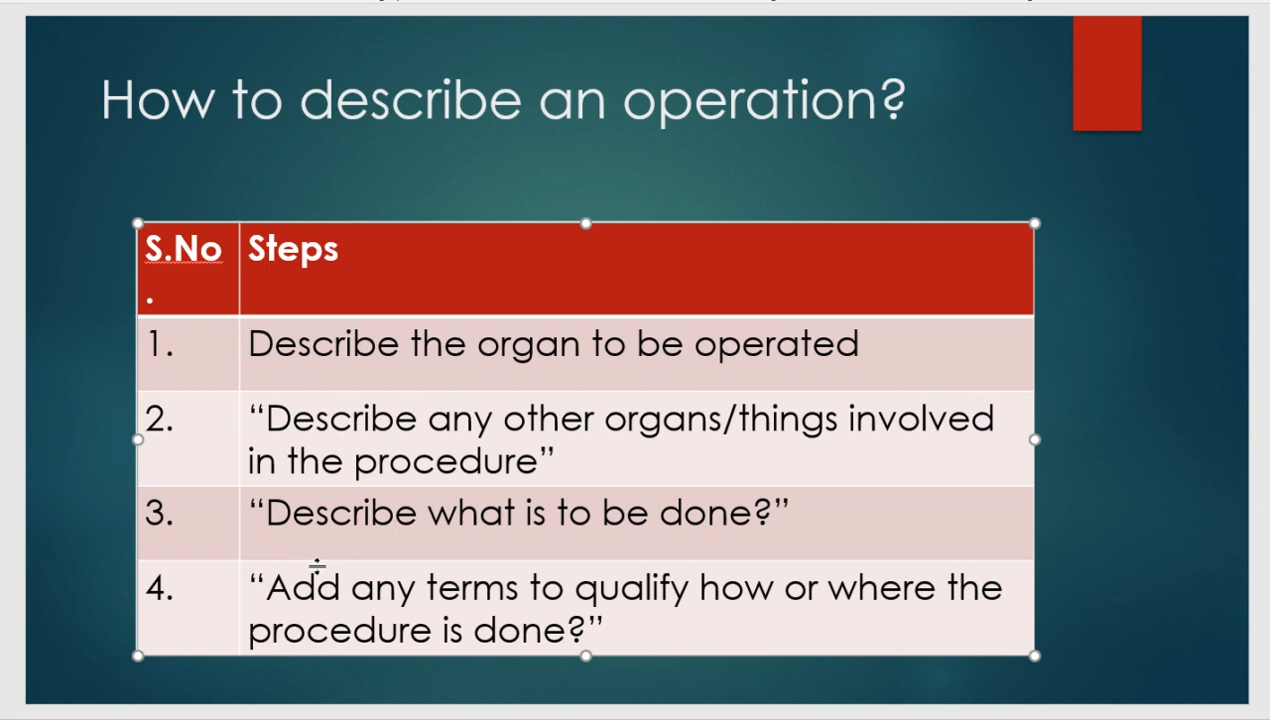 How to describe an operation?
S.No
.
Steps
1.
Describe the organ to be operated
2.
“Describe any other organs/things involved
in the procedure”
3.
“Describe what is to be done?”
4.
“Add any terms to qualify how or where the
procedure is done?”